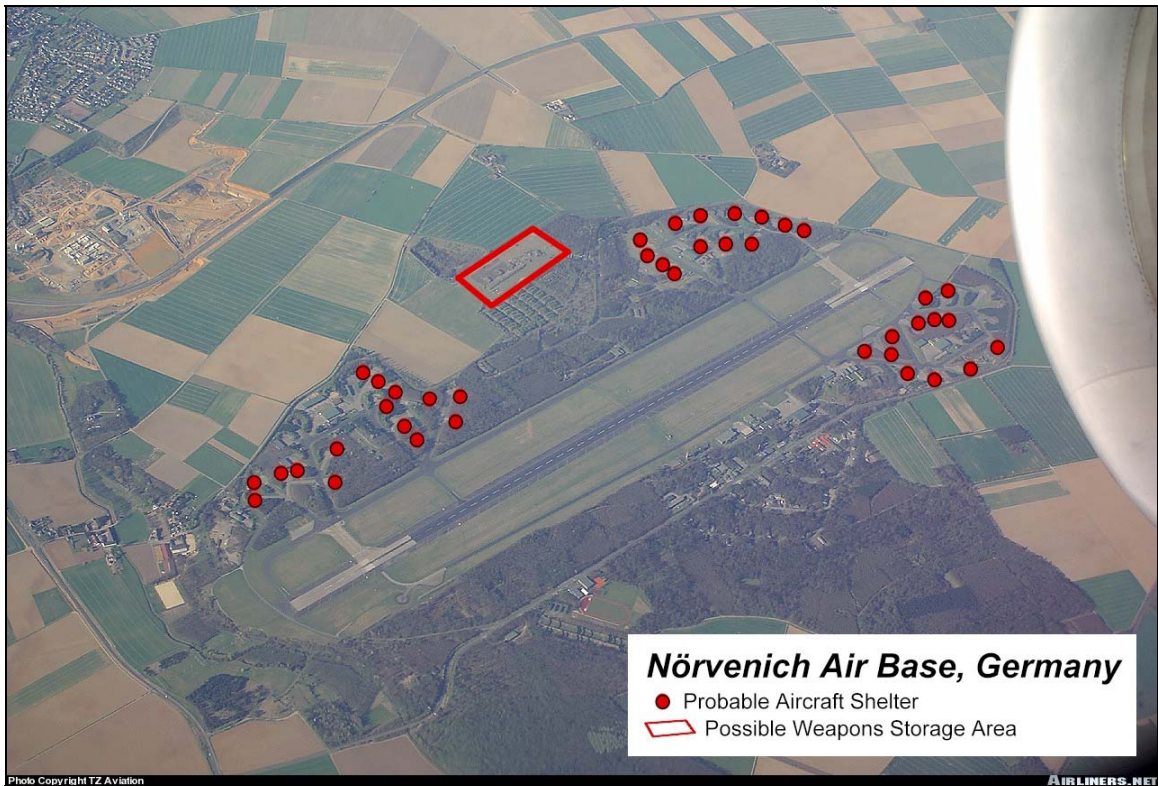 Nörvenich Air Base, Germany
Probable Aircraft Shelter
Possible Weapons Storage Area
Photo Copyright TZ Aviation
AIRLINERS.NET